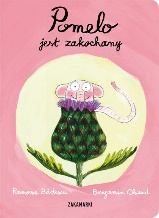 Pomelo
jest zakochany
Ramona Bădescu
Benjamin Chaud
ZAKAMARKI